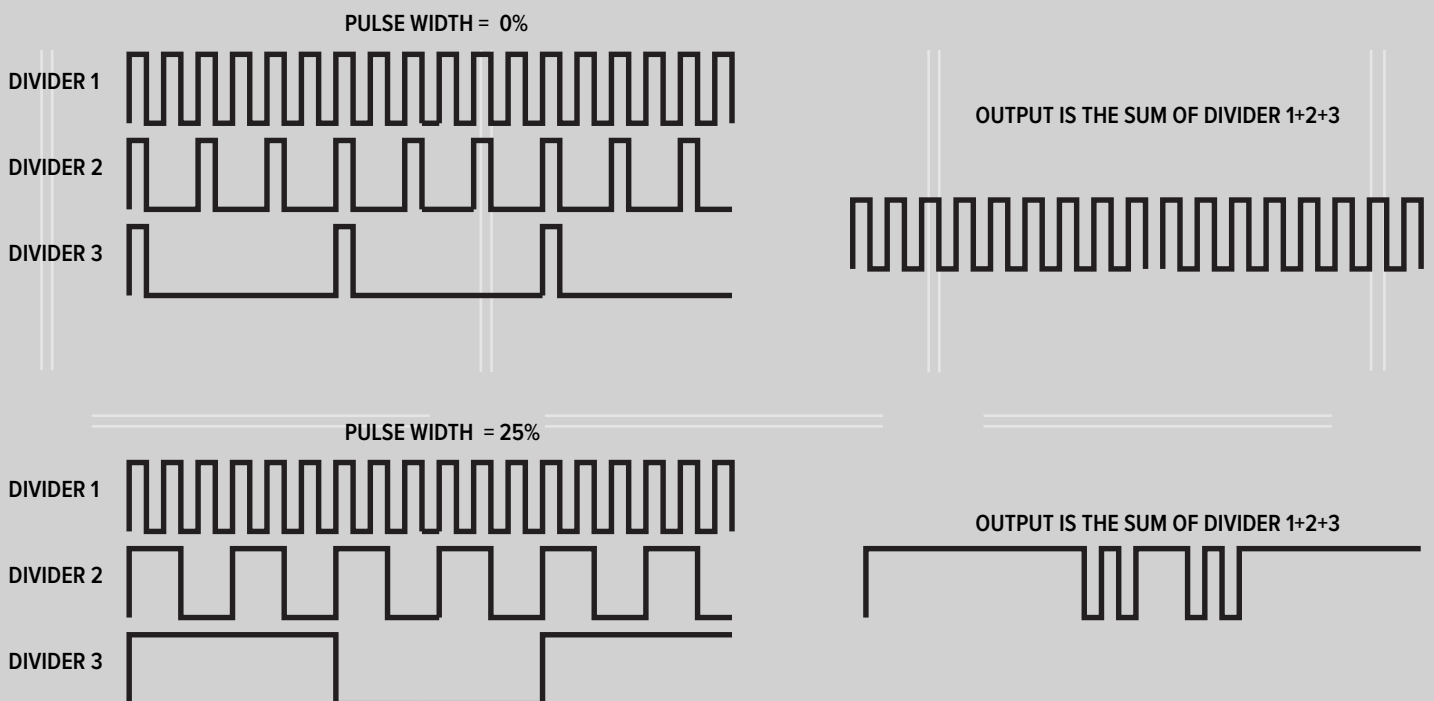 PULSE WIDTH = 0%
DIVIDER 1
OUTPUT IS THE SUM OF DIVIDER 1+2+3
DIVIDER 2
DIVIDER 3
PULSE WIDTH = 25%
DIVIDER 1
OUTPUT IS THE SUM OF DIVIDER 1+2+3
DIVIDER 2
DIVIDER 3